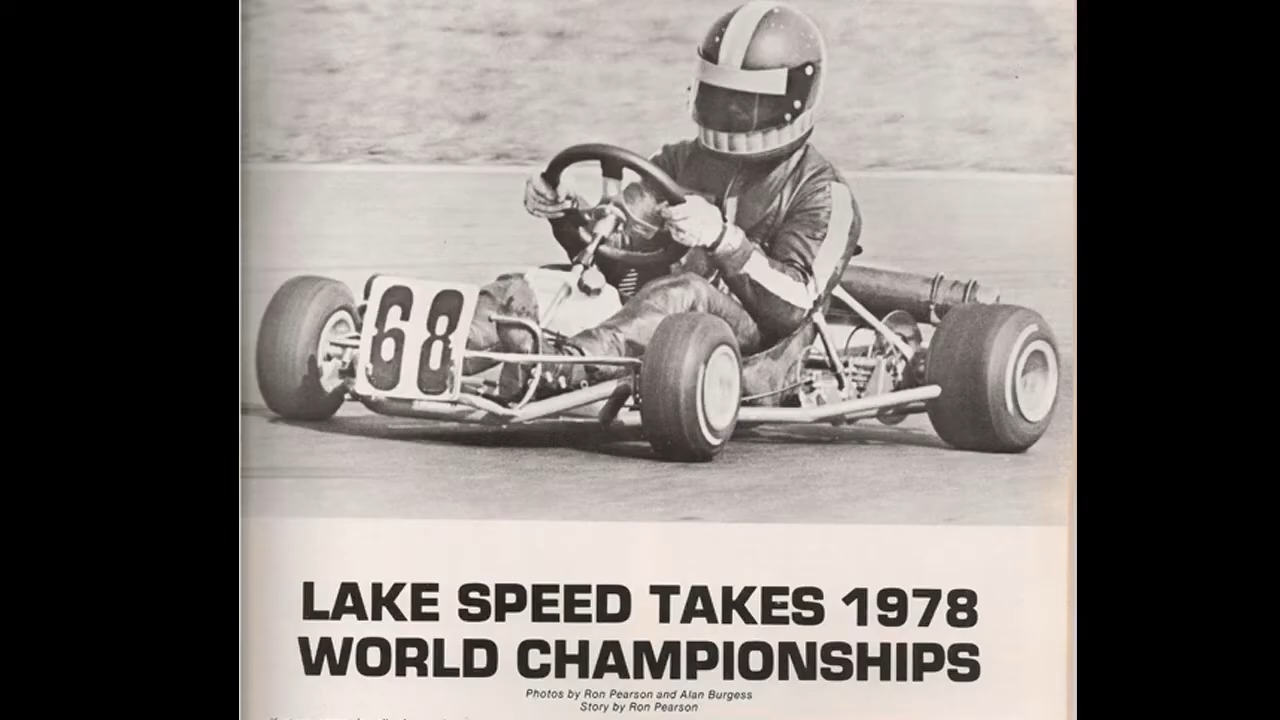 68
LAKE SPEED TAKES 1978
WORLD CHAMPIONSHIPS
Photos by Ron Pearson and Alan Burgess
Story by Ron Pearson